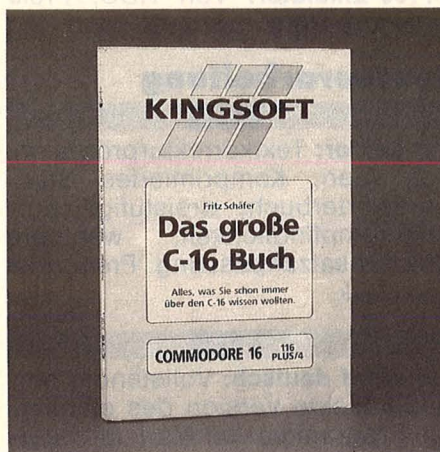 KINGSOFT
Fritz Schäfer
Das große
C-16 Buch
Alles, was Sie schon immer
über den C-16 wissen wollten.
COMMODORE 16 116
PLUS/4